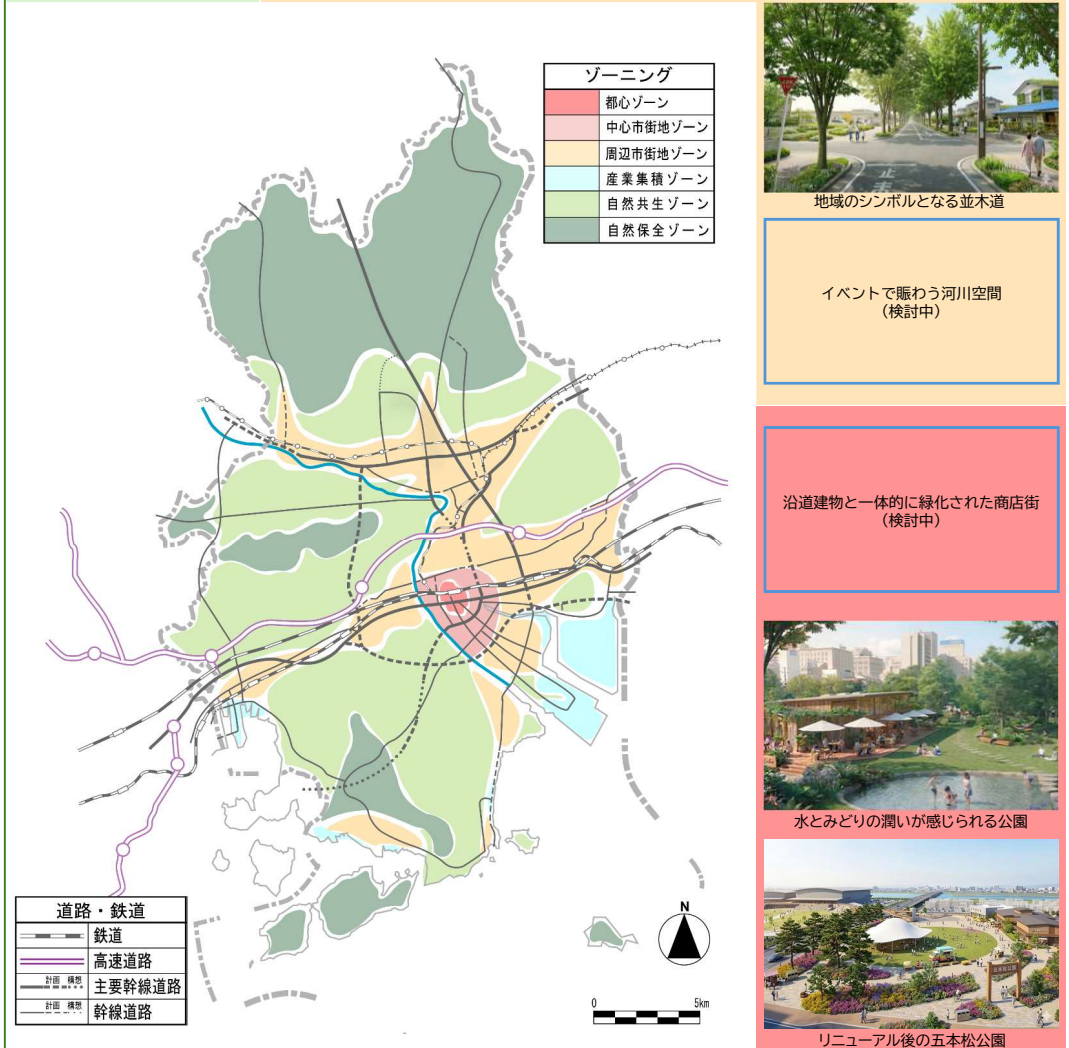 ゾーニング
都心ゾーン
中心市街地ゾーン
周辺市街地ゾーン
産業集積ゾーン
自然共生ゾーン
自然保全ゾーン
道路・鉄道
鉄道
高速道路
計画 構想
主要幹線道路
計画 構想
幹線道路
N
0 5km
止まれ
地域のシンボルとなる並木道
イベントで賑わう河川空間
(検討中)
沿道建物と一体的に緑化された商店街
(検討中)
水とみどりの潤いが感じられる公園
五本松公園
リニューアル後の五本松公園